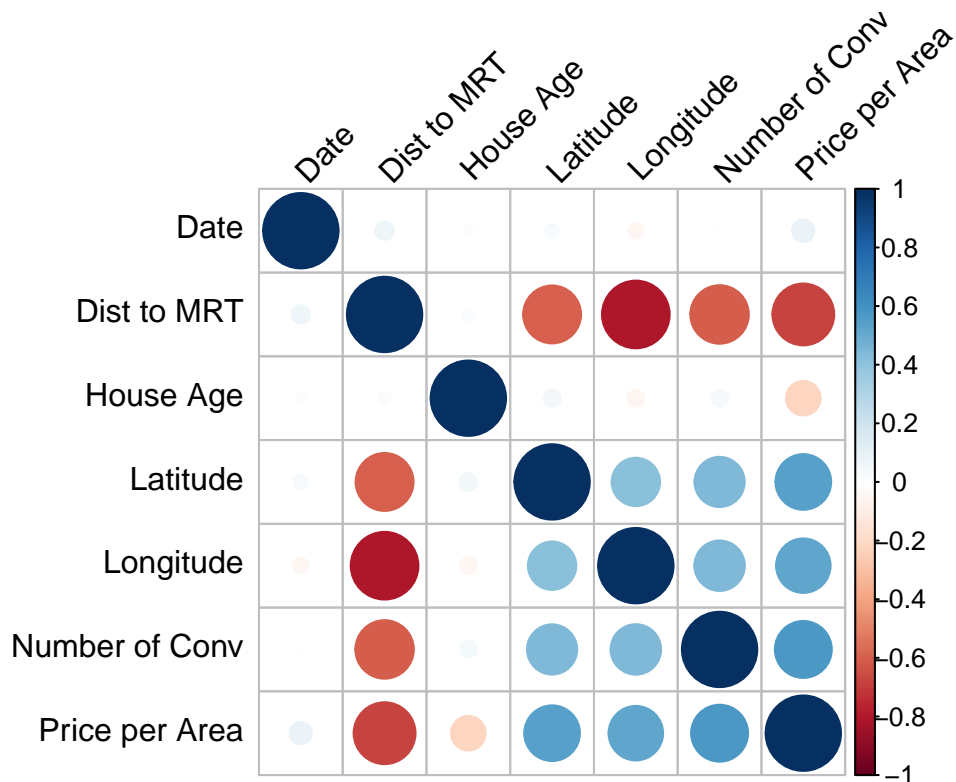 Date
Dist to MRT
House Age
Latitude
Longitude
Number of Conv
Price per Area
Date
Dist to MRT
House Age
Latitude
Longitude
Number of Conv
Price per Area
1
0.8
0.6
0.4
0.2
0
−0.2
−0.4
−0.6
−0.8
−1